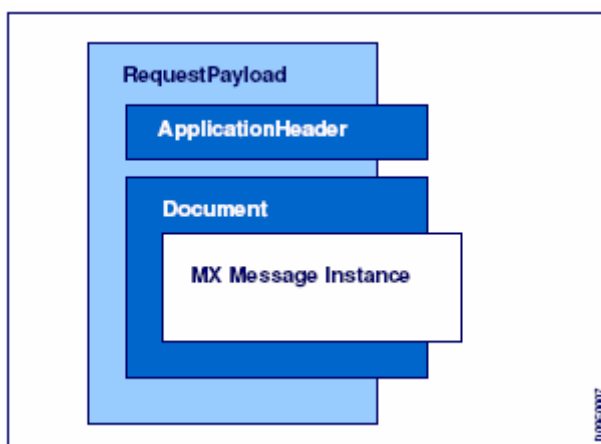 RequestPayload
ApplicationHeader
Document
MX Message Instance